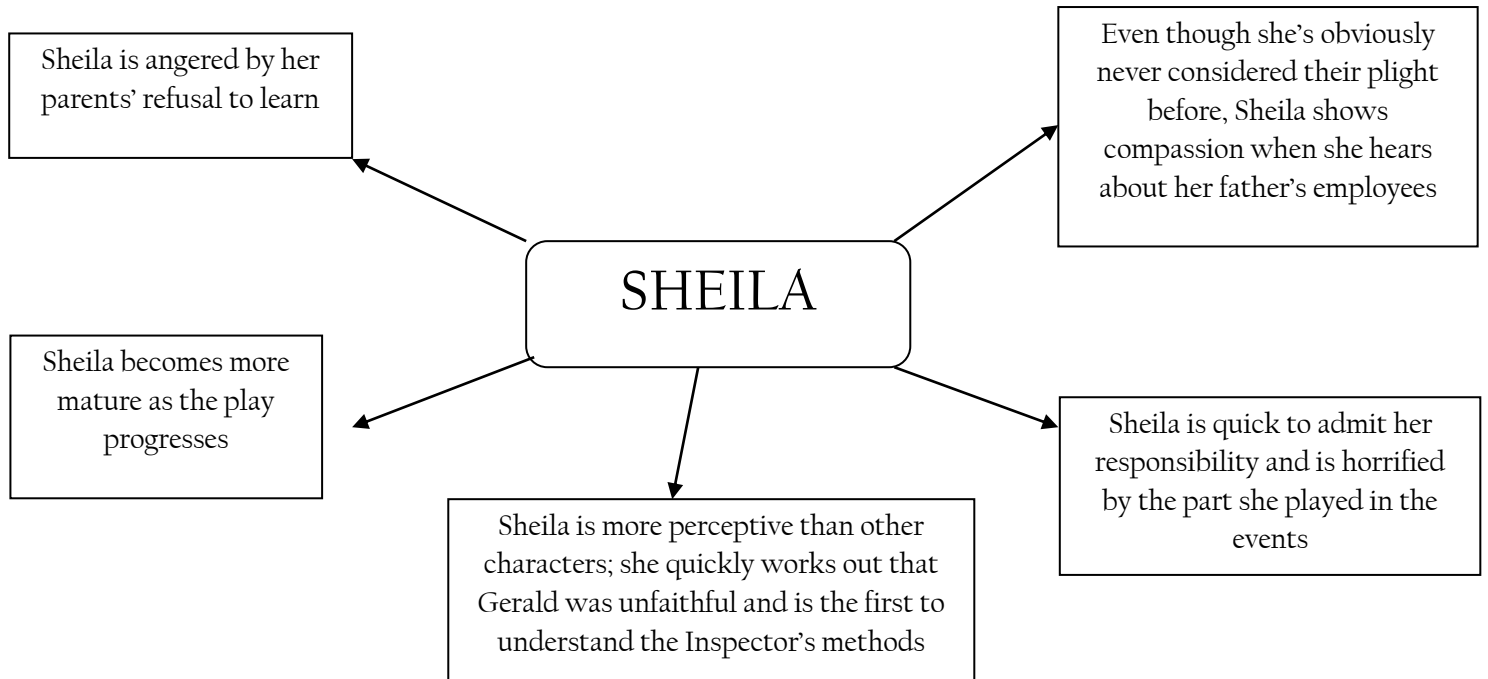 Sheila is angered by her
parents’ refusal to learn
Even though she’s obviously
never considered their plight
before, Sheila shows
compassion when she hears
about her father’s employees
SHEILA
Sheila becomes more
mature as the play
progresses
Sheila is quick to admit her
responsibility and is horrified
by the part she played in the
events
Sheila is more perceptive than other
characters; she quickly works out that
Gerald was unfaithful and is the first to
understand the Inspector’s methods